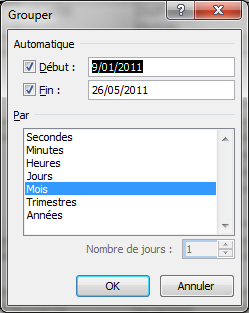 Grouper
Automatique
Début : 9/01/2011
Fin : 26/05/2011
Par
Secondes
Minutes
Heures
Jours
Mois
Trimestres
Années
Nombre de jours : 1
OK Annuler